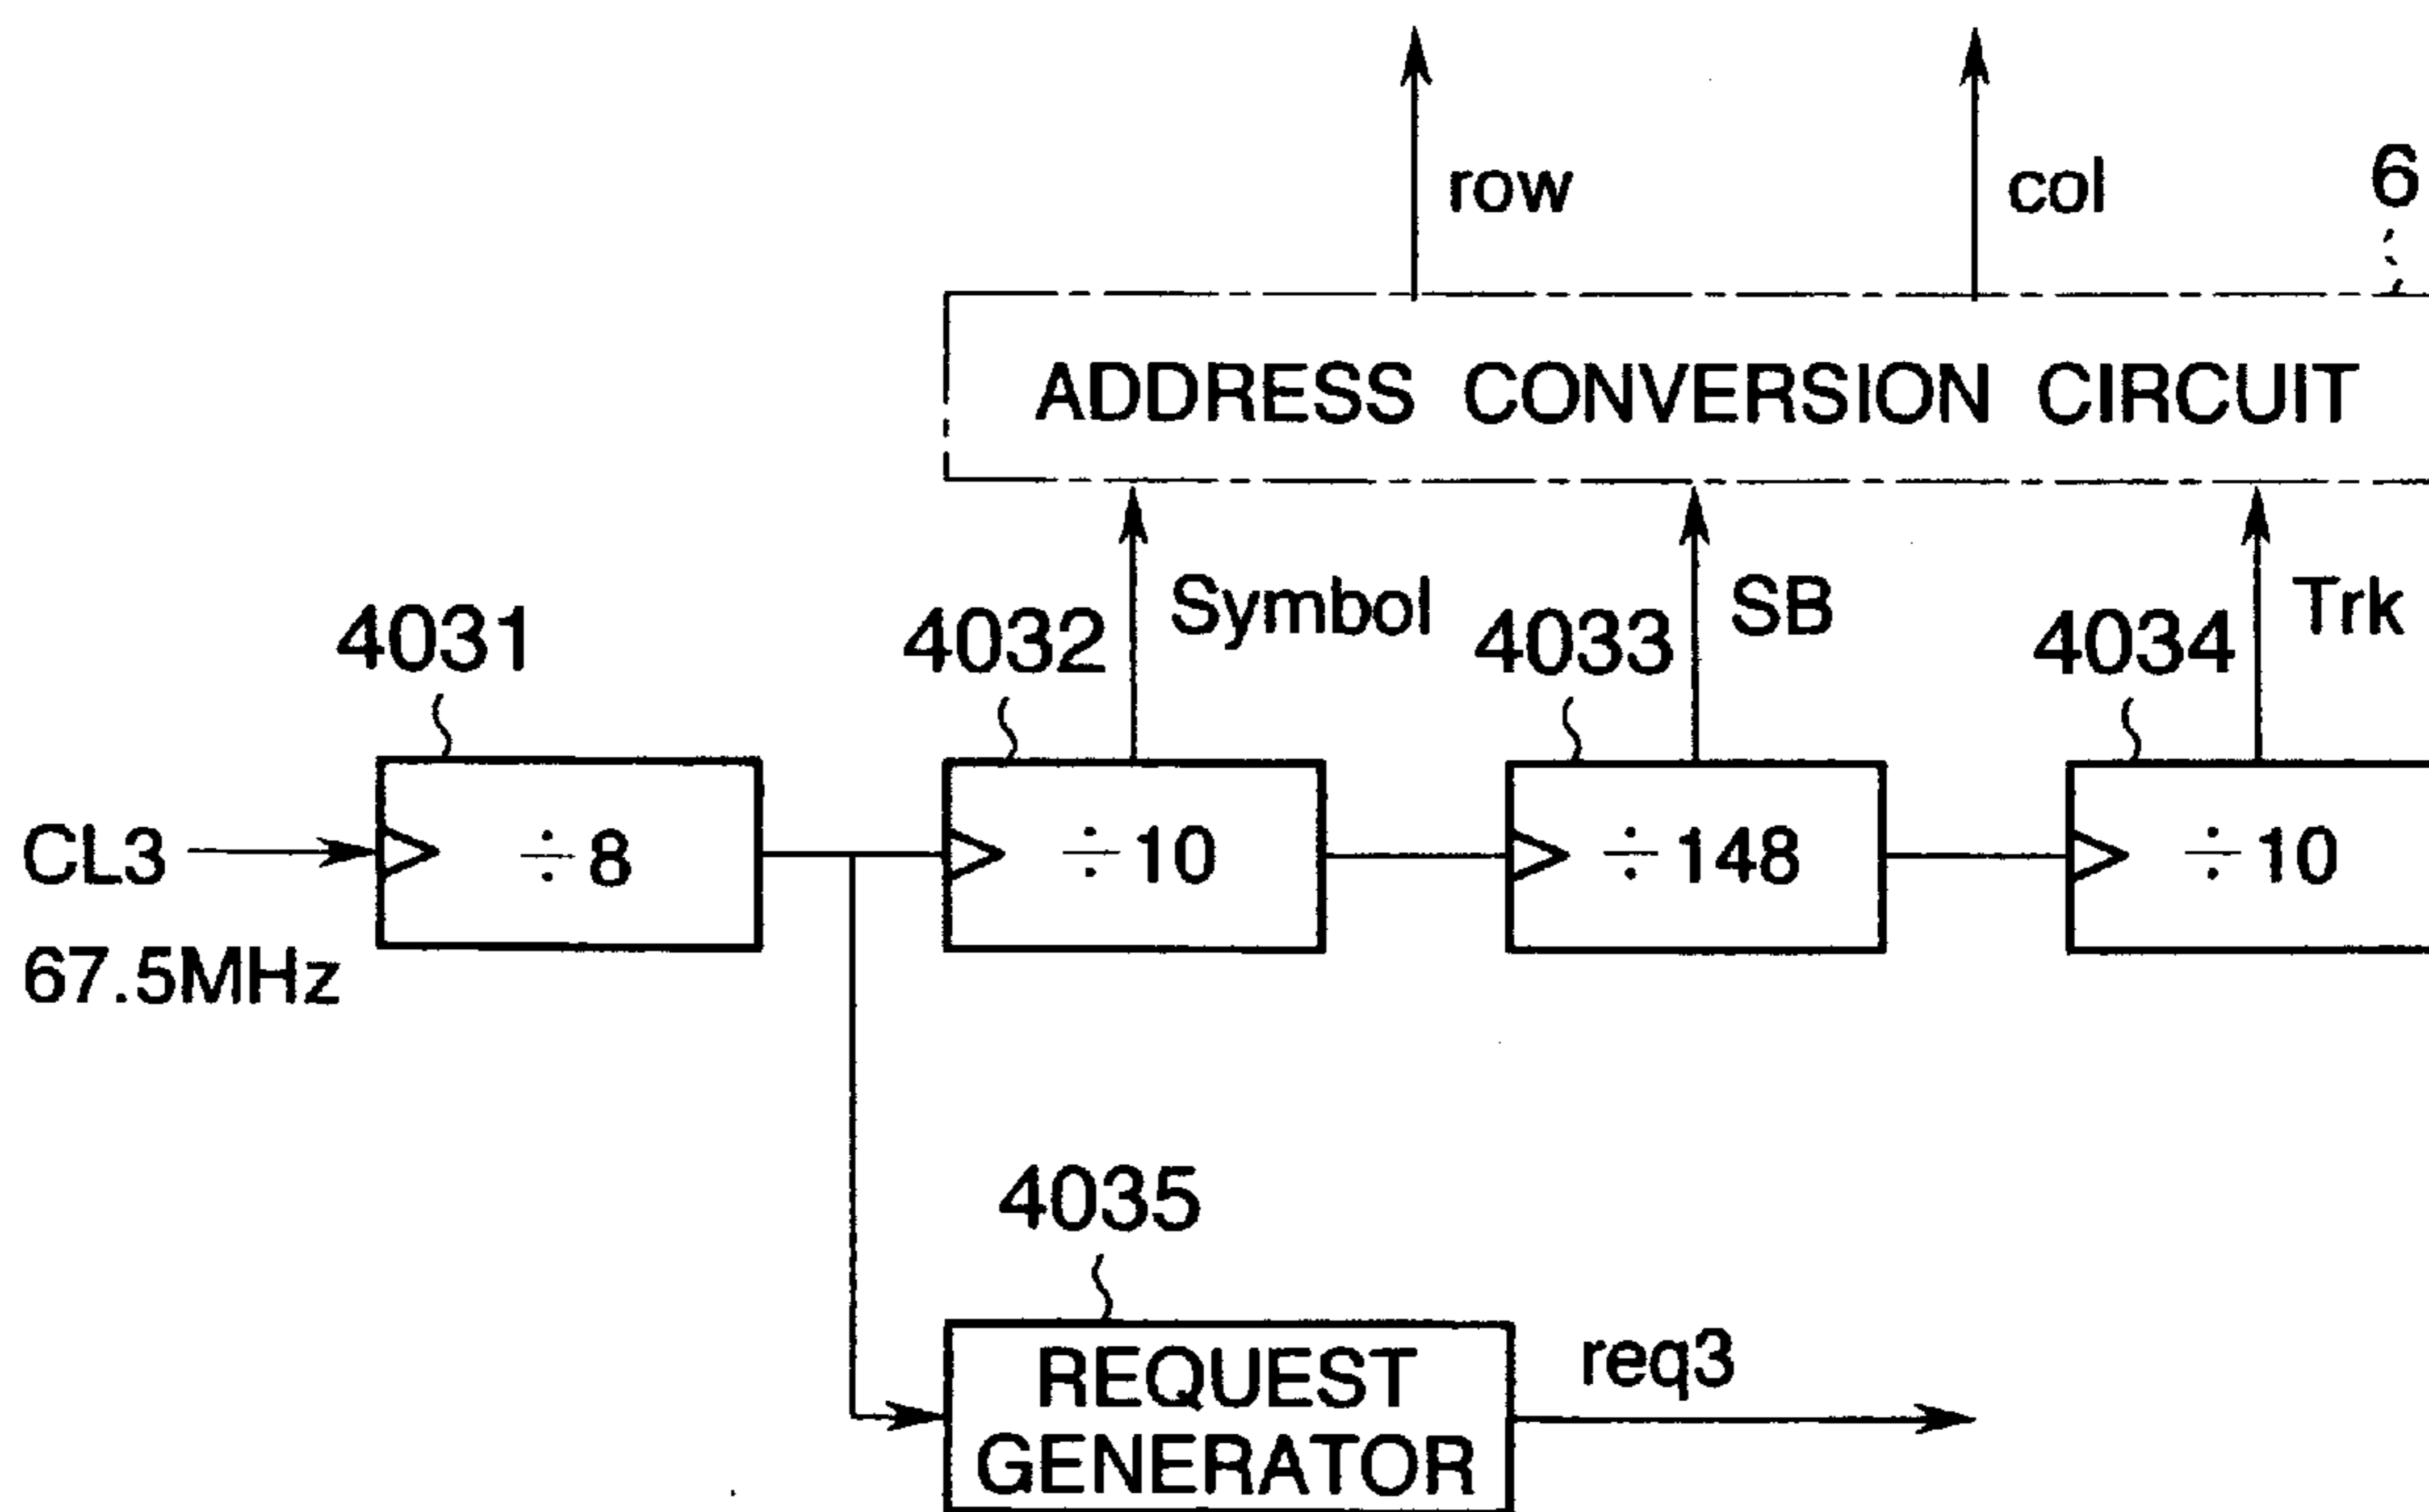 row
col
6
ADDRESS CONVERSION CIRCUIT
Symbol
SB
Trk
4031
4032
4033
4034
CL3
÷8
÷10
÷148
÷10
67.5MHz
4035
REQUEST
GENERATOR
req3